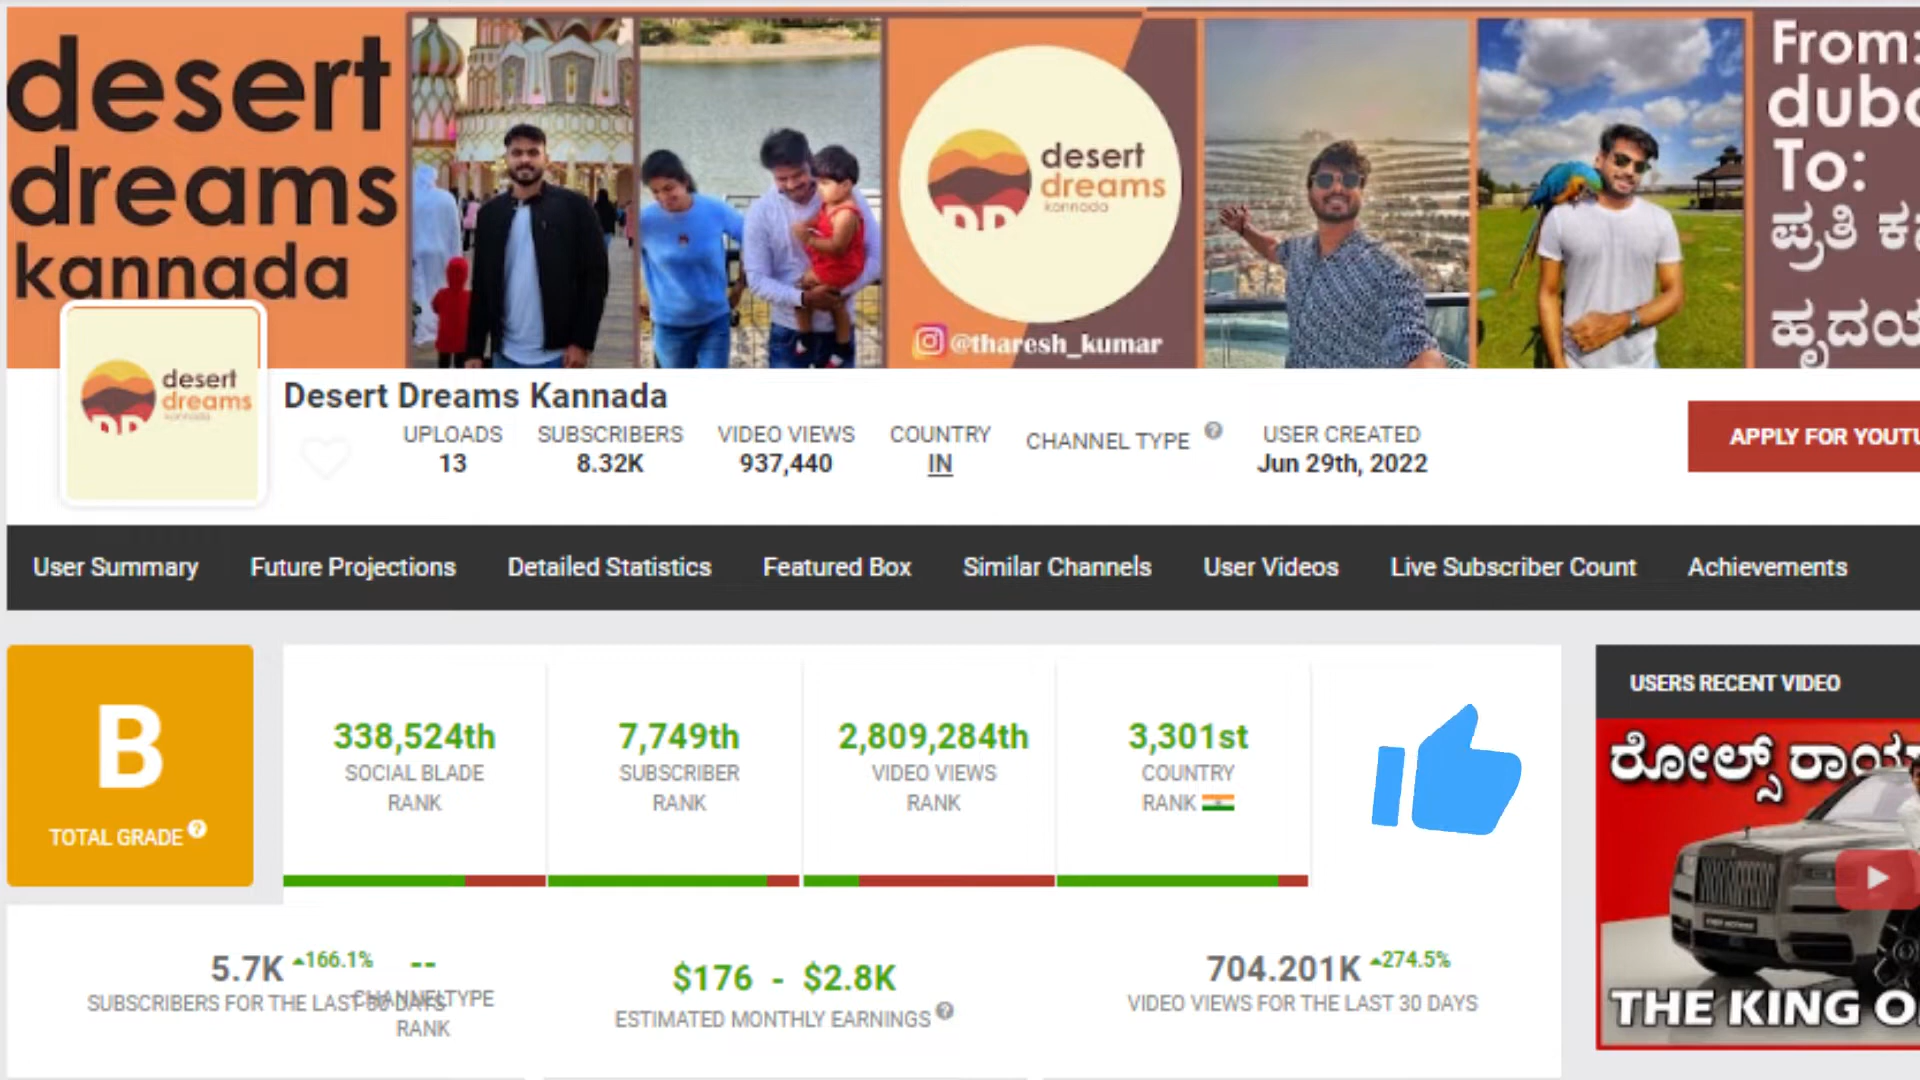 desert
dreams
kannada
desert
dreams
kannada
DD
@tharesh_kumar
From:
To:
ಪ್ರತಿ
desert
dreams
kannada
Desert Dreams Kannada
UPLOADS
13
SUBSCRIBERS
8.32K
VIDEO VIEWS
937,440
COUNTRY
IN
CHANNEL TYPE
USER CREATED
Jun 29th, 2022
APPLY FOR
User Summary
Future Projections
Detailed Statistics
Featured Box
Similar Channels
User Videos
Live Subscriber Count
Achievements
B
TOTAL GRADE
338,524th
SOCIAL BLADE
RANK
7,749th
SUBSCRIBER
RANK
2,809,284th
VIDEO VIEWS
RANK
3,301st
COUNTRY
RANK
USERS RECENT VIDEO
ರೋಲ್ಸ್
THE KING
5.7K 166.1%
SUBSCRIBERS FOR THE LAST 30 DAYS
--
CHANNEL TYPE
RANK
$176 - $2.8K
ESTIMATED MONTHLY EARNINGS
704.201K 274.5%
VIDEO VIEWS FOR THE LAST 30 DAYS